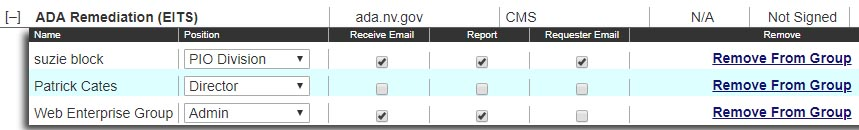 [–] ADA Remediation (EITS) ada.nv.gov CMS N/A Not Signed
Name Position Receive Email Report Requester Email Remove
suzie block PIO Division Remove From Group
Patrick Cates Director Remove From Group
Web Enterprise Group Admin Remove From Group